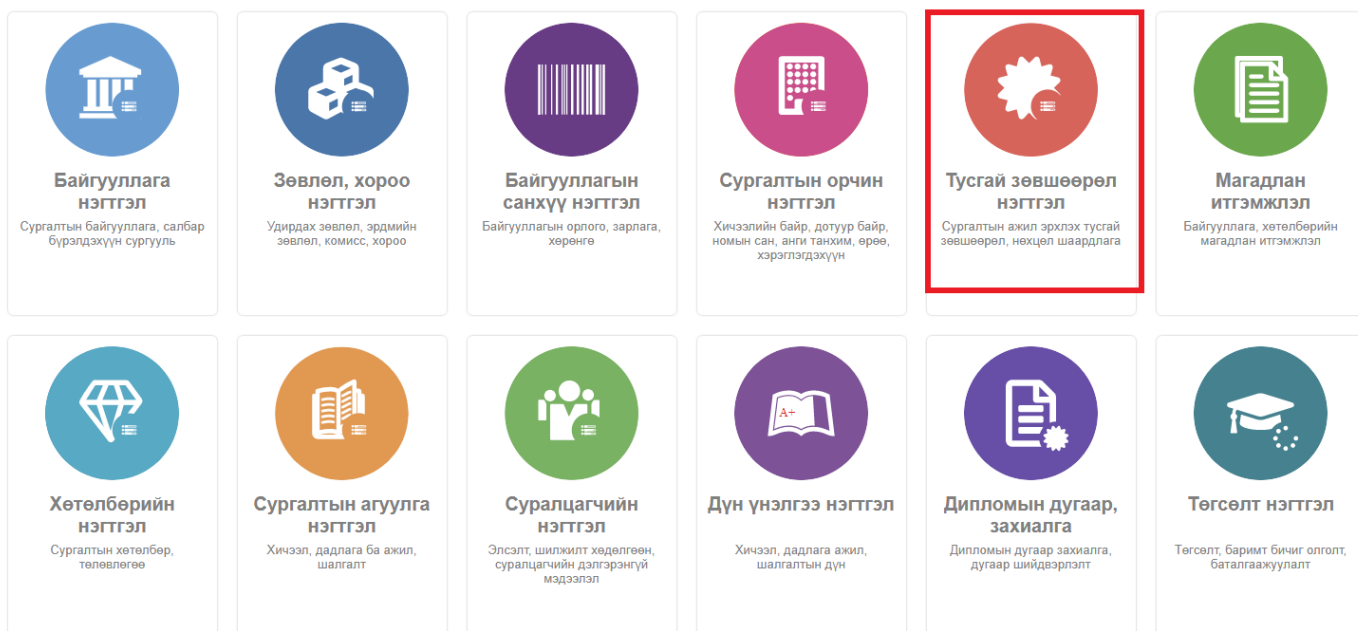 Байгууллага
нэгтгэл
Сургалтын байгууллага, салбар
бүрэлдэхүүн сургууль
Зөвлөл, хороо
нэгтгэл
Удирдах зөвлөл, эрдмийн
зөвлөл, комисс, хороо
Байгууллагын
санхүү нэгтгэл
Байгууллагын орлого, зарлага,
хөрөнгө
Сургалтын орчин
нэгтгэл
Хичээлийн байр, дотуур байр,
номын сан, анги танхим, өрөө,
хэрэглэгдэхүүн
Тусгай зөвшөөрөл
нэгтгэл
Сургалтын ажил эрхлэх тусгай
зөвшөөрөл, нөхцөл шаардлага
Магадлан
итгэмжлэл
Байгууллага, хөтөлбөрийн
магадлан итгэмжлэл
Хөтөлбөрийн
нэгтгэл
Сургалтын хөтөлбөр,
төлөвлөгөө
Сургалтын агуулга
нэгтгэл
Хичээл, дадлага ба ажил,
шалгалт
Суралцагчийн
нэгтгэл
Элсэлт, шилжилт хөдөлгөөн,
суралцагчийн дэлгэрэнгүй
мэдээлэл
A+
Дүн үнэлгээ нэгтгэл
Хичээл, дадлага ажил,
шалгалтын дүн
Дипломын дугаар,
захиалга
Дипломын дугаар захиалга,
дугаар шийдвэрлэлт
Төгсөлт нэгтгэл
Төгсөлт, баримт бичиг олголт,
баталгаажуулалт